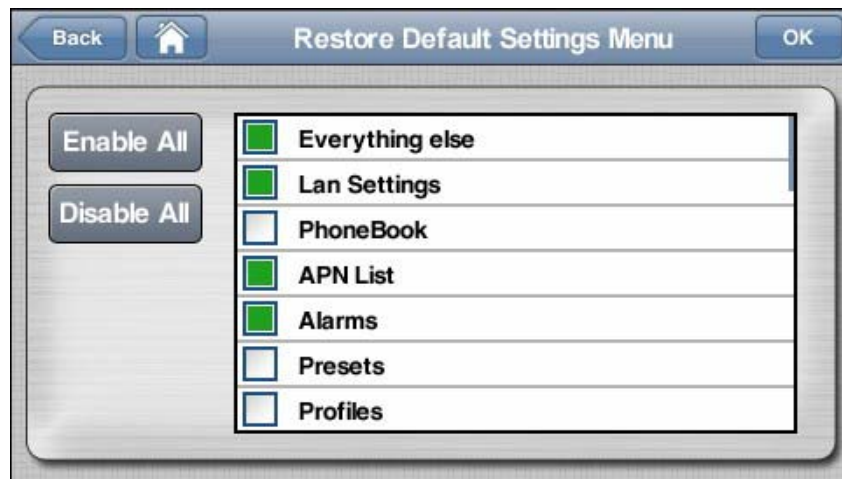 Back
Restore Default Settings Menu
OK
Enable All
Disable All
Everything else
Lan Settings
PhoneBook
APN List
Alarms
Presets
Profiles